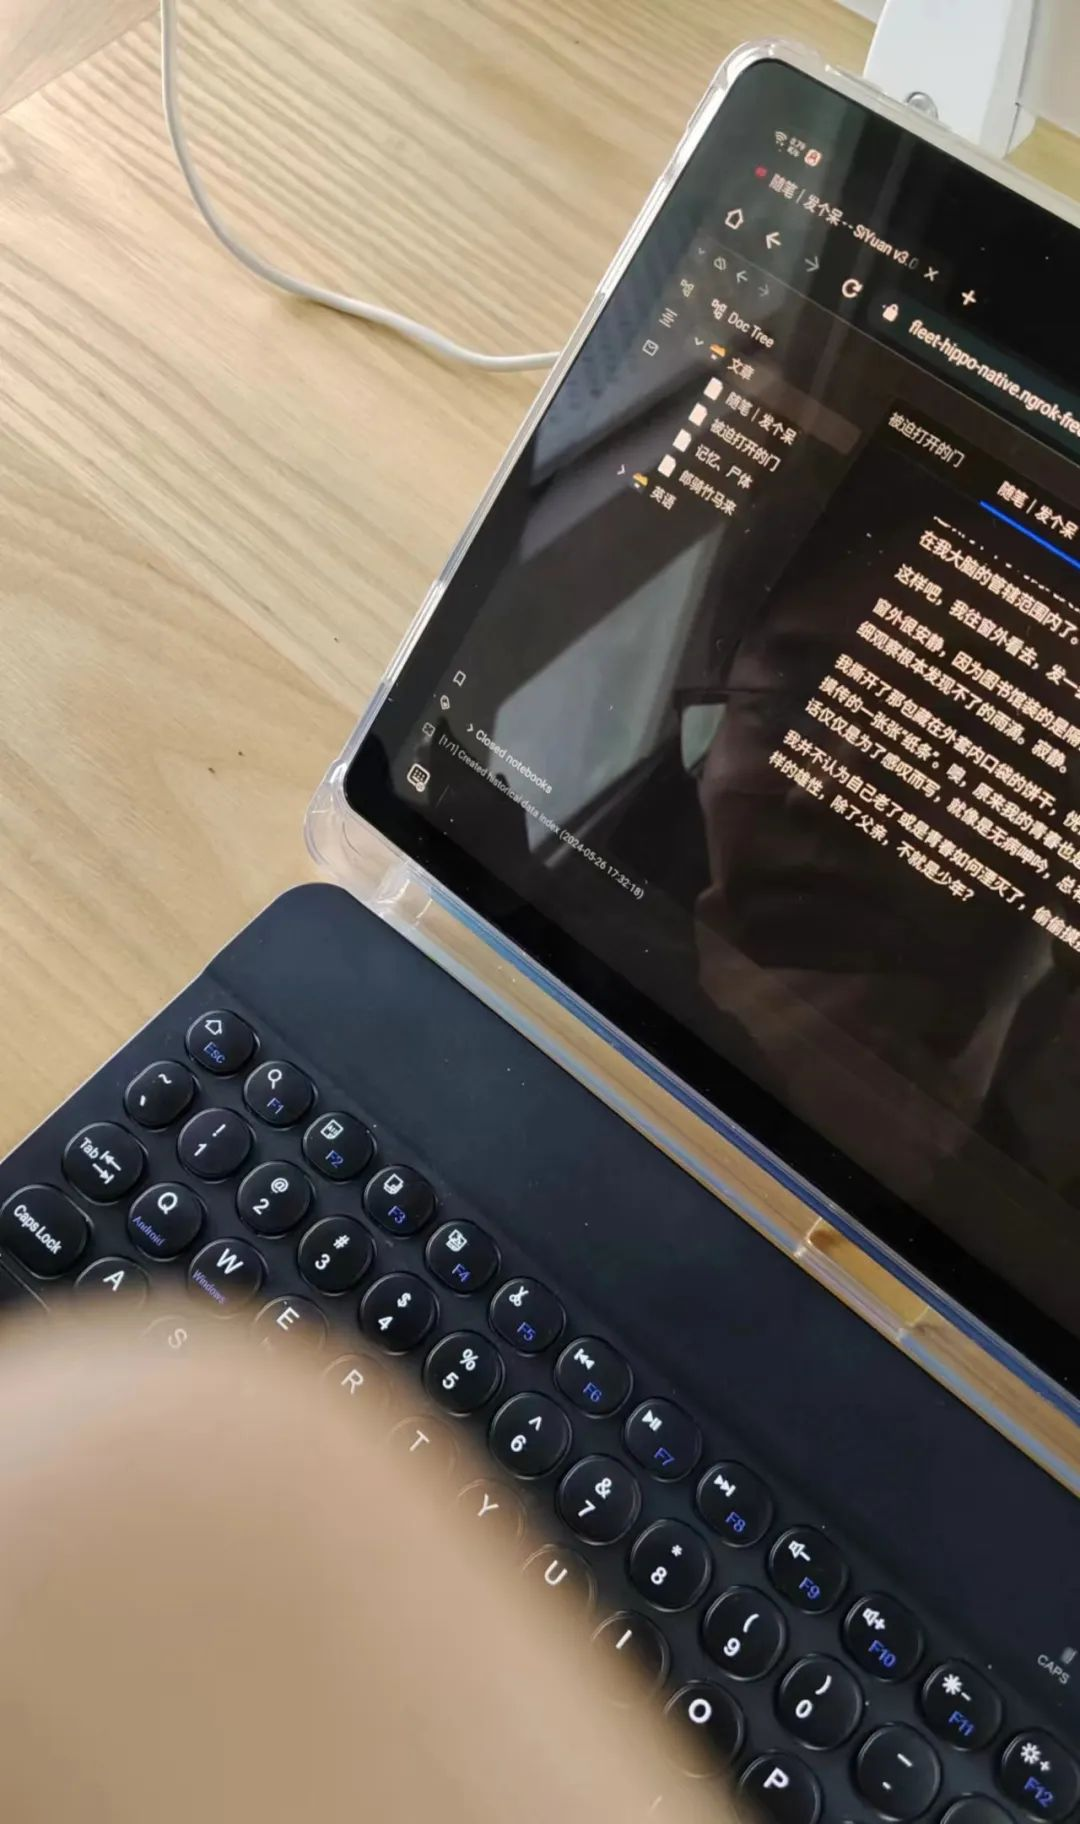 随笔 | 发个呆 - - SiYuan v3.0
fleet-hippo-native.ngrok-free
Doc Tree
文章
随笔 | 发个呆
被迫打开的门
记忆、尸体
郎骑竹马来
英语
Closed notebooks
[1/1] Created historical data index (2024-05-26 17:32:18)
被迫打开的门
随笔 | 发个呆
在我大脑的管辖范围内了。
这样吧，我往窗外看去，发一
窗外很安静，因为图书馆装的是隔
细观察根本发现不了的雨滴。寂静。
我撕开了那包藏在外套内口袋的饼干，
攥传的一张张“纸条”。噢，原来我的青春也
话仅仅是为了感叹而写，就像是无病呻吟，总
我并不认为自己老了或是青春如何湮灭了，偷偷摸
样的雄性，除了父亲，不就是少年？
Esc F1 F2 F3 F4 F5 F6 F7 F8 F9 F10 F11 F12
~ ! 1 @ 2 # 3 $ 4 % 5 ^ 6 & 7 * 8 ( 9 ) 0 - -
Tab Q Android W Windows E R T Y U I O P
Caps Lock A S
CAPS